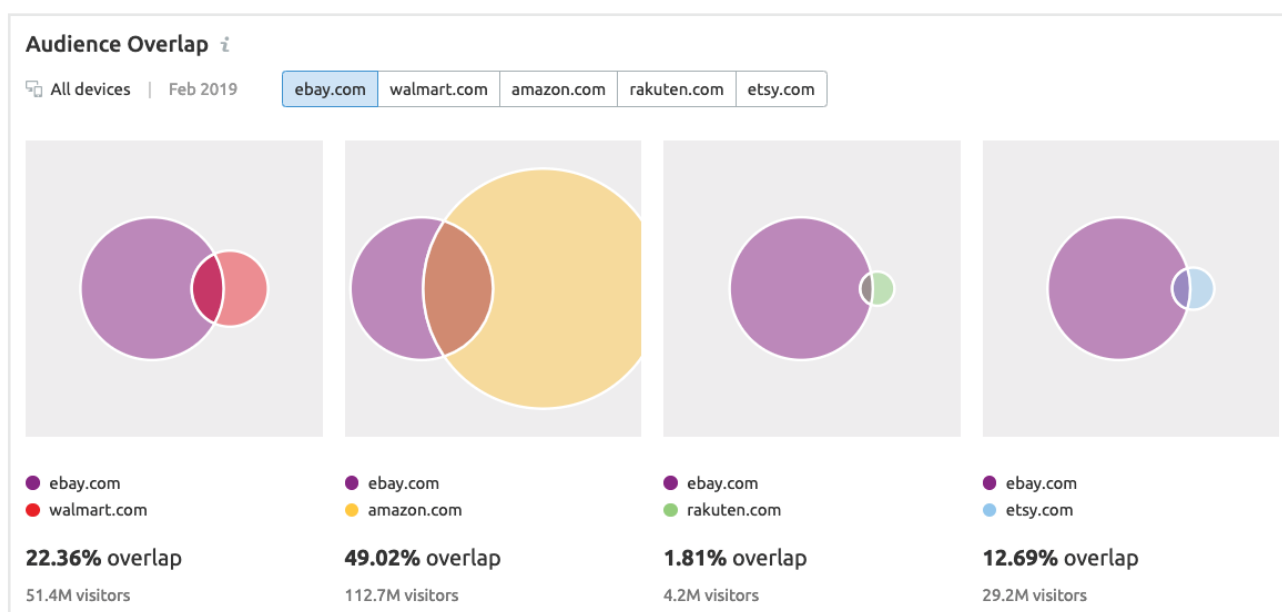 Audience Overlap i
All devices | Feb 2019 ebay.com walmart.com amazon.com rakuten.com etsy.com
ebay.com ebay.com ebay.com ebay.com
walmart.com amazon.com rakuten.com etsy.com
22.36% overlap 49.02% overlap 1.81% overlap 12.69% overlap
51.4M visitors 112.7M visitors 4.2M visitors 29.2M visitors